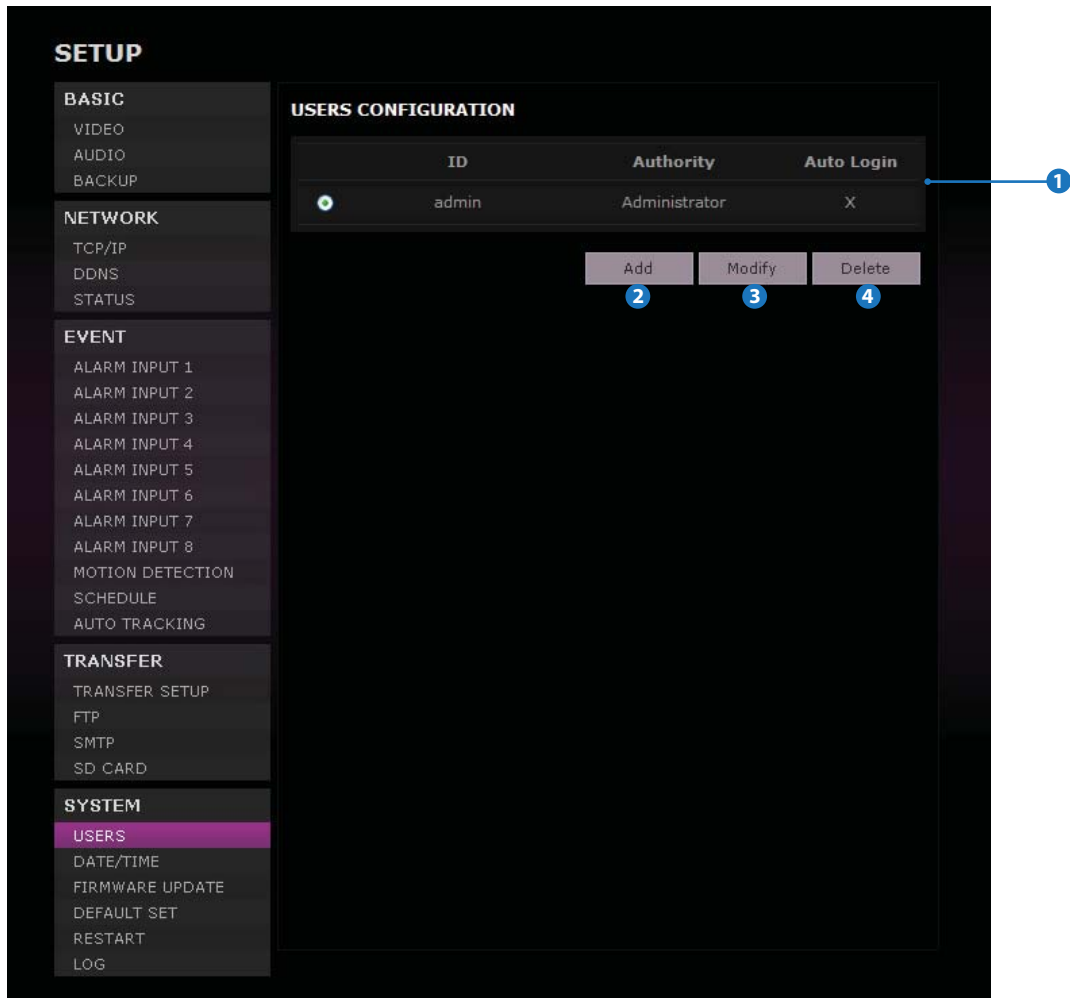 SETUP
BASIC
VIDEO
AUDIO
BACKUP
NETWORK
TCP/IP
DDNS
STATUS
EVENT
ALARM INPUT 1
ALARM INPUT 2
ALARM INPUT 3
ALARM INPUT 4
ALARM INPUT 5
ALARM INPUT 6
ALARM INPUT 7
ALARM INPUT 8
MOTION DETECTION
SCHEDULE
AUTO TRACKING
TRANSFER
TRANSFER SETUP
FTP
SMTP
SD CARD
SYSTEM
USERS
DATE/TIME
FIRMWARE UPDATE
DEFAULT SET
RESTART
LOG
USERS CONFIGURATION
ID Authority Auto Login
admin Administrator X
1
Add Modify Delete
2 3 4